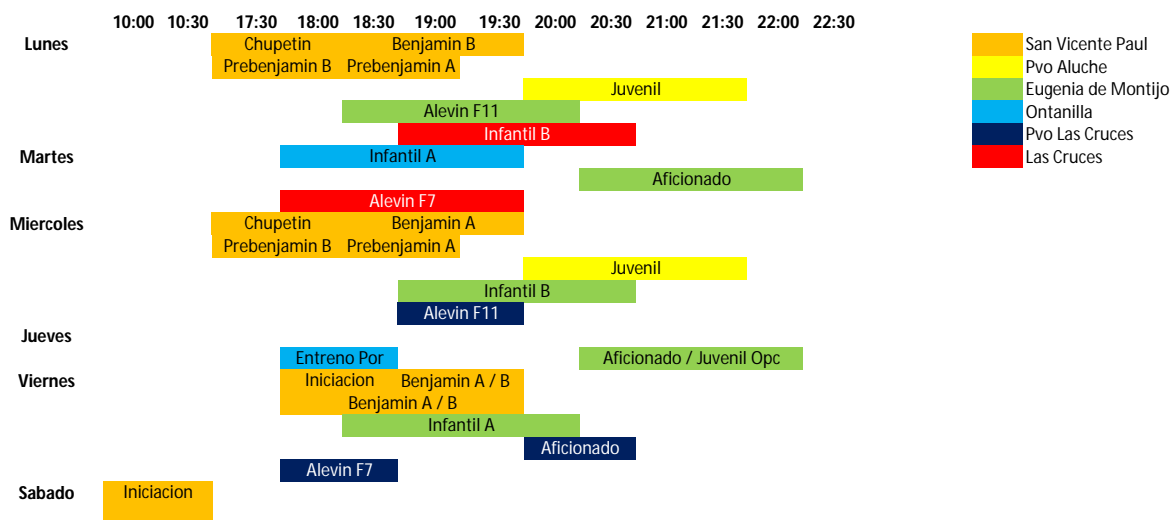 10:00 10:30 17:30 18:00 18:30 19:00 19:30 20:00 20:30 21:00 21:30 22:00 22:30
Lunes Chupetin Benjamin B San Vicente Paul
Prebenjamin B Prebenjamin A Pvo Aluche
Juvenil Eugenia de Montijo
Alevin F11 Ontanilla
Infantil B Pvo Las Cruces
Martes Infantil A Las Cruces
Aficionado
Alevin F7
Miercoles Chupetin Benjamin A
Prebenjamin B Prebenjamin A
Juvenil
Infantil B
Alevin F11
Jueves
Entreno Por Aficionado / Juvenil Opc
Viernes Iniciacion Benjamin A / B
Benjamin A / B
Infantil A
Aficionado
Alevin F7
Sabado Iniciacion